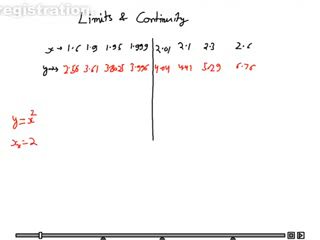 registration
Limits & Continuity
x → 1.6 1.9 1.95 1.999 2.01 2.1 2.3 2.6
y → 2.56 3.61 3.8025 3.996 4.04 4.41 5.29 6.76
y = x²
x₀ = 2